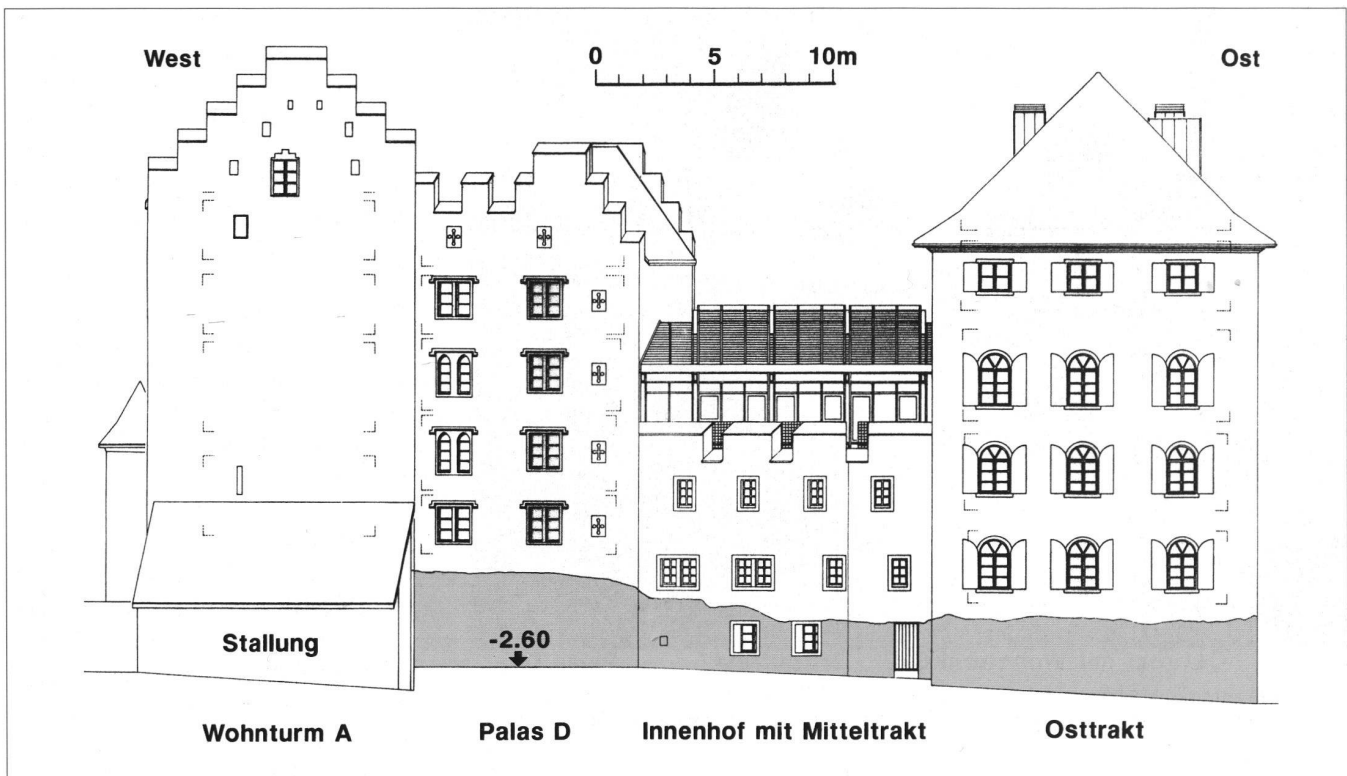 West
0 5 10m
Ost
Stallung
-2.60
Wohnturm A
Palas D
Innenhof mit Mitteltrakt
Osttrakt